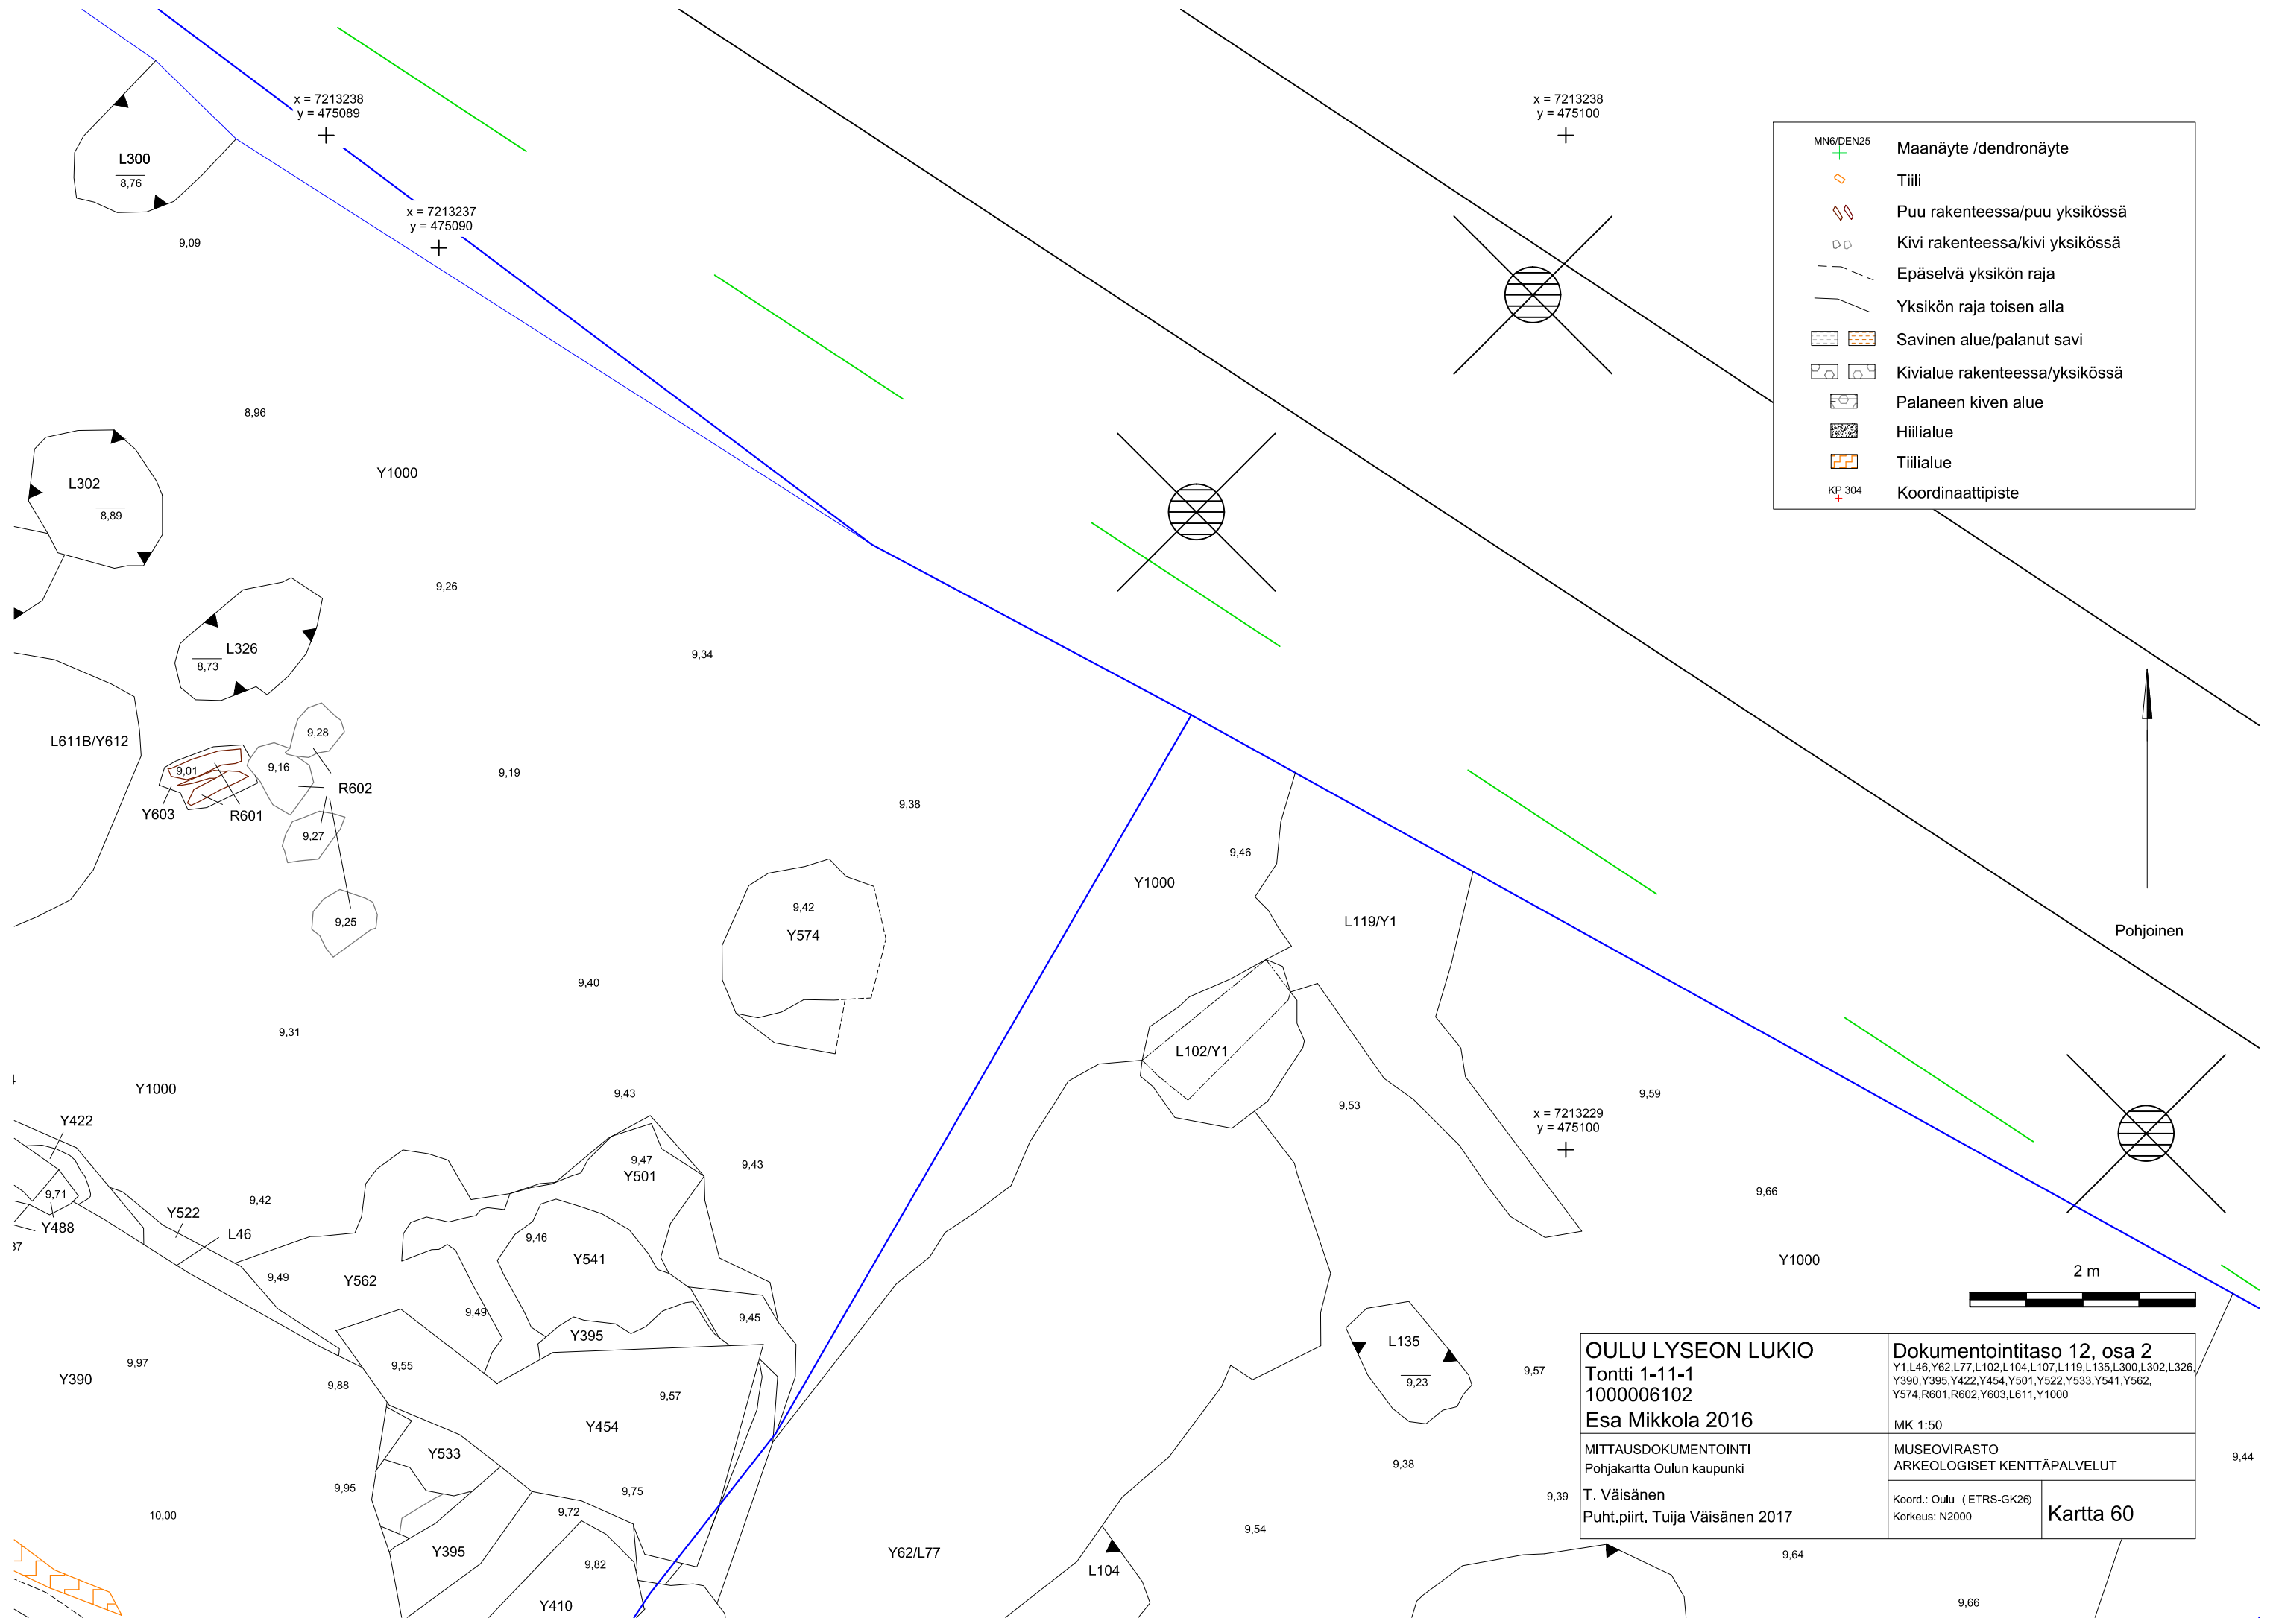 x = 7213238
y = 475089
x = 7213238
y = 475100
L300
8,76
x = 7213237
y = 475090
9,09
MN6/DEN25
Maanäyte /dendronäyte
Tiili
Puu rakenteessa/puu yksikössä
Kivi rakenteessa/kivi yksikössä
Epäselvä yksikön raja
Yksikön raja toisen alla
Savinen alue/palanut savi
Kivialue rakenteessa/yksikössä
Palaneen kiven alue
Hiilialue
Tiilialue
KP 304
Koordinaattipiste
8,96
Y1000
L302
8,89
9,26
L326
8,73
9,34
L611B/Y612
9,28
9,01
9,16
9,19
R602
Y603
R601
9,27
9,38
9,25
9,46
Y1000
9,42
Y574
L119/Y1
Pohjoinen
9,40
9,31
L102/Y1
Y1000
9,43
9,53
9,59
x = 7213229
y = 475100
Y422
9,47
Y501
9,43
9,71
9,42
Y488
Y522
L46
9,66
9,46
Y541
Y1000
9,49
Y562
2 m
9,49
9,45
Y395
L135
9,23
9,57
9,97
Y390
9,55
9,88
9,57
Y454
Y533
9,38
9,44
9,95
9,75
9,39
10,00
9,72
9,54
Y395
9,82
Y62/L77
L104
9,64
Y410
9,66
OULU LYSEON LUKIO
Tontti 1-11-1
1000006102
Esa Mikkola 2016
Dokumentointitaso 12, osa 2
Y1,L46,Y62,L77,L102,L104,L107,L119,L135,L300,L302,L326,
Y390,Y395,Y422,Y454,Y501,Y522,Y533,Y541,Y562,
Y574,R601,R602,Y603,L611,Y1000
MK 1:50
MITTAUSDOKUMENTOINTI
Pohjakartta Oulun kaupunki
T. Väisänen
Puht.piirt. Tuija Väisänen 2017
MUSEOVIRASTO
ARKEOLOGISET KENTTÄPALVELUT
Koord.: Oulu (ETRS-GK26)
Korkeus: N2000
Kartta 60